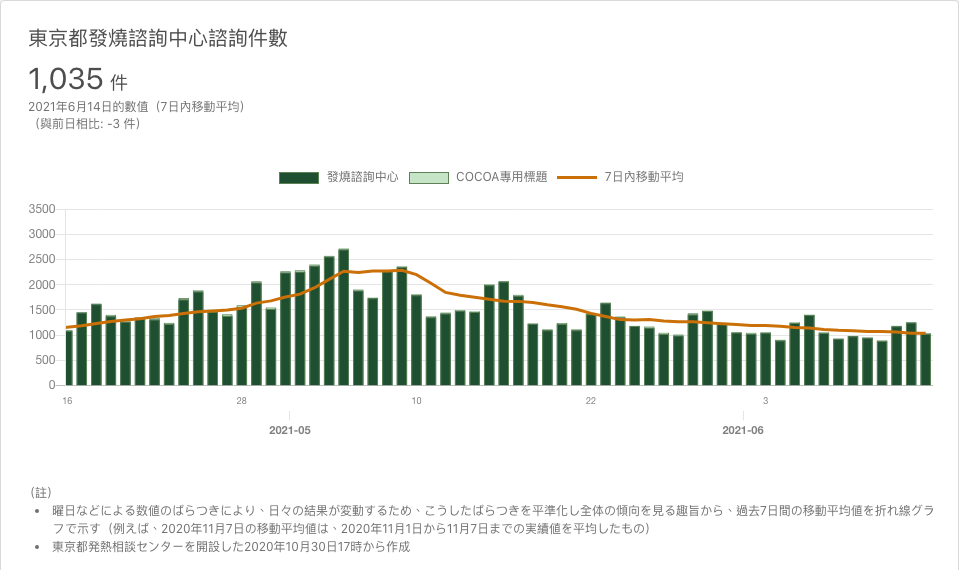 東京都發燒諮詢中心諮詢件數
1,035 件
2021年6月14日的數值（7日內移動平均）
（與前日相比: -3 件）
發燒諮詢中心 COCOA專用標題 7日內移動平均
3500
3000
2500
2000
1500
1000
500
0
16 28 10 22 3
2021-05 2021-06
（註）
• 曜日などによる数値のばらつきにより、日々の結果が変動するため、こうしたばらつきを平準化し全体の傾向を見る趣旨から、過去7日間の移動平均値を折れ線グラ
フで示す（例えば、2020年11月7日の移動平均値は、2020年11月1日から11月7日までの実績値を平均したもの）
• 東京都発熱相談センターを開設した2020年10月30日17時から作成